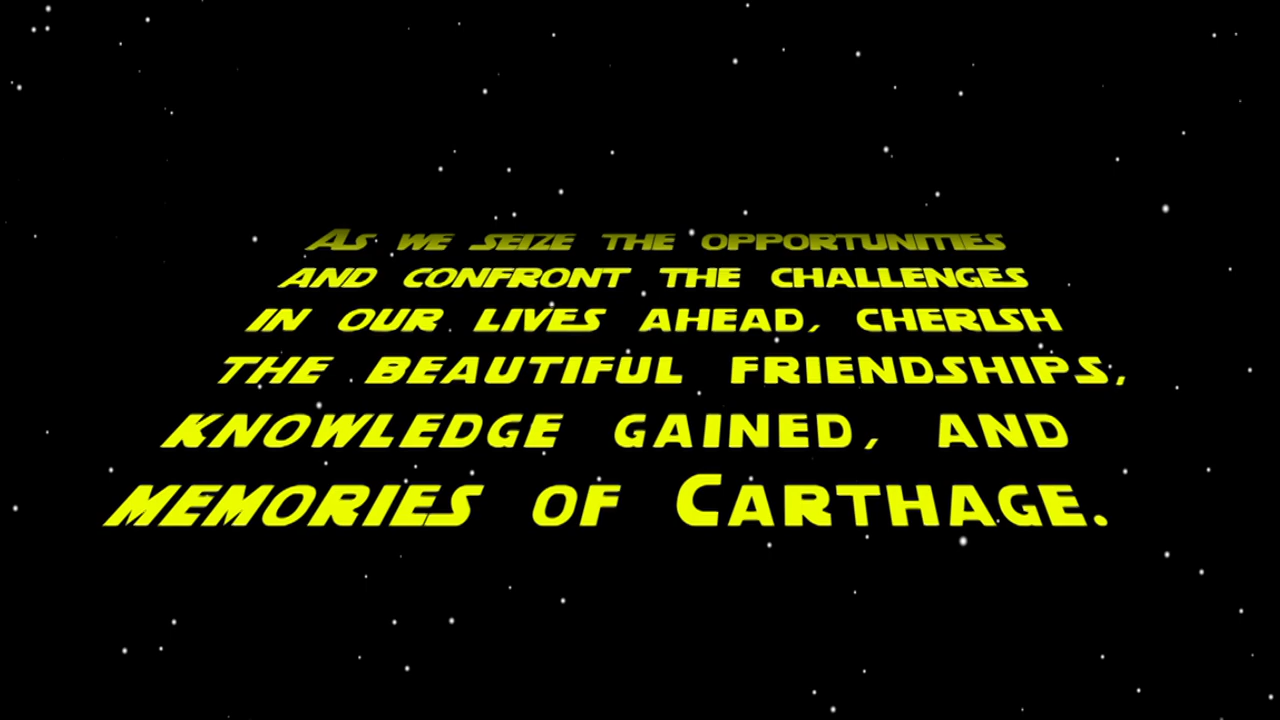 As we seize the opportunities
and confront the challenges
in our lives ahead, cherish
the beautiful friendships,
knowledge gained, and
memories of Carthage.